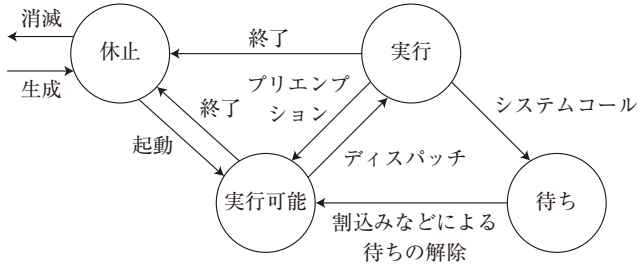 消滅
休止
生成
終了
実行
プリエンプ
ション
終了
起動
システムコール
ディスパッチ
実行可能
待ち
割込みなどによる
待ちの解除